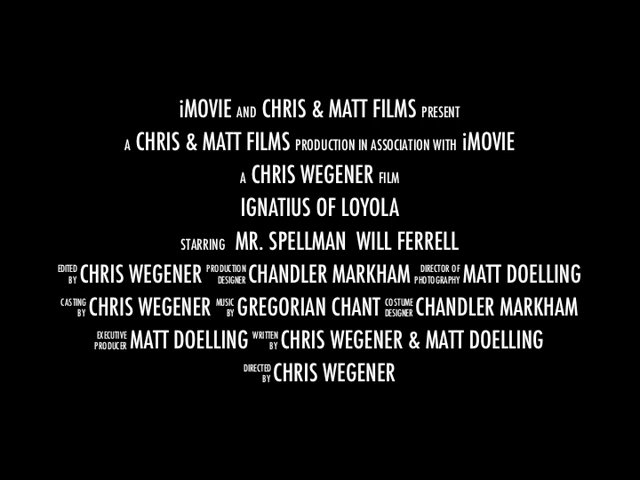 iMOVIE AND CHRIS & MATT FILMS PRESENT
A CHRIS & MATT FILMS PRODUCTION IN ASSOCIATION WITH iMOVIE
A CHRIS WEGENER FILM
IGNATIUS OF LOYOLA
STARRING MR. SPELLMAN WILL FERRELL
EDITED BY CHRIS WEGENER PRODUCTION DESIGNER CHANDLER MARKHAM DIRECTOR OF PHOTOGRAPHY MATT DOELLING
CASTING BY CHRIS WEGENER MUSIC BY GREGORIAN CHANT COSTUME DESIGNER CHANDLER MARKHAM
EXECUTIVE PRODUCER MATT DOELLING WRITTEN BY CHRIS WEGENER & MATT DOELLING
DIRECTED BY CHRIS WEGENER